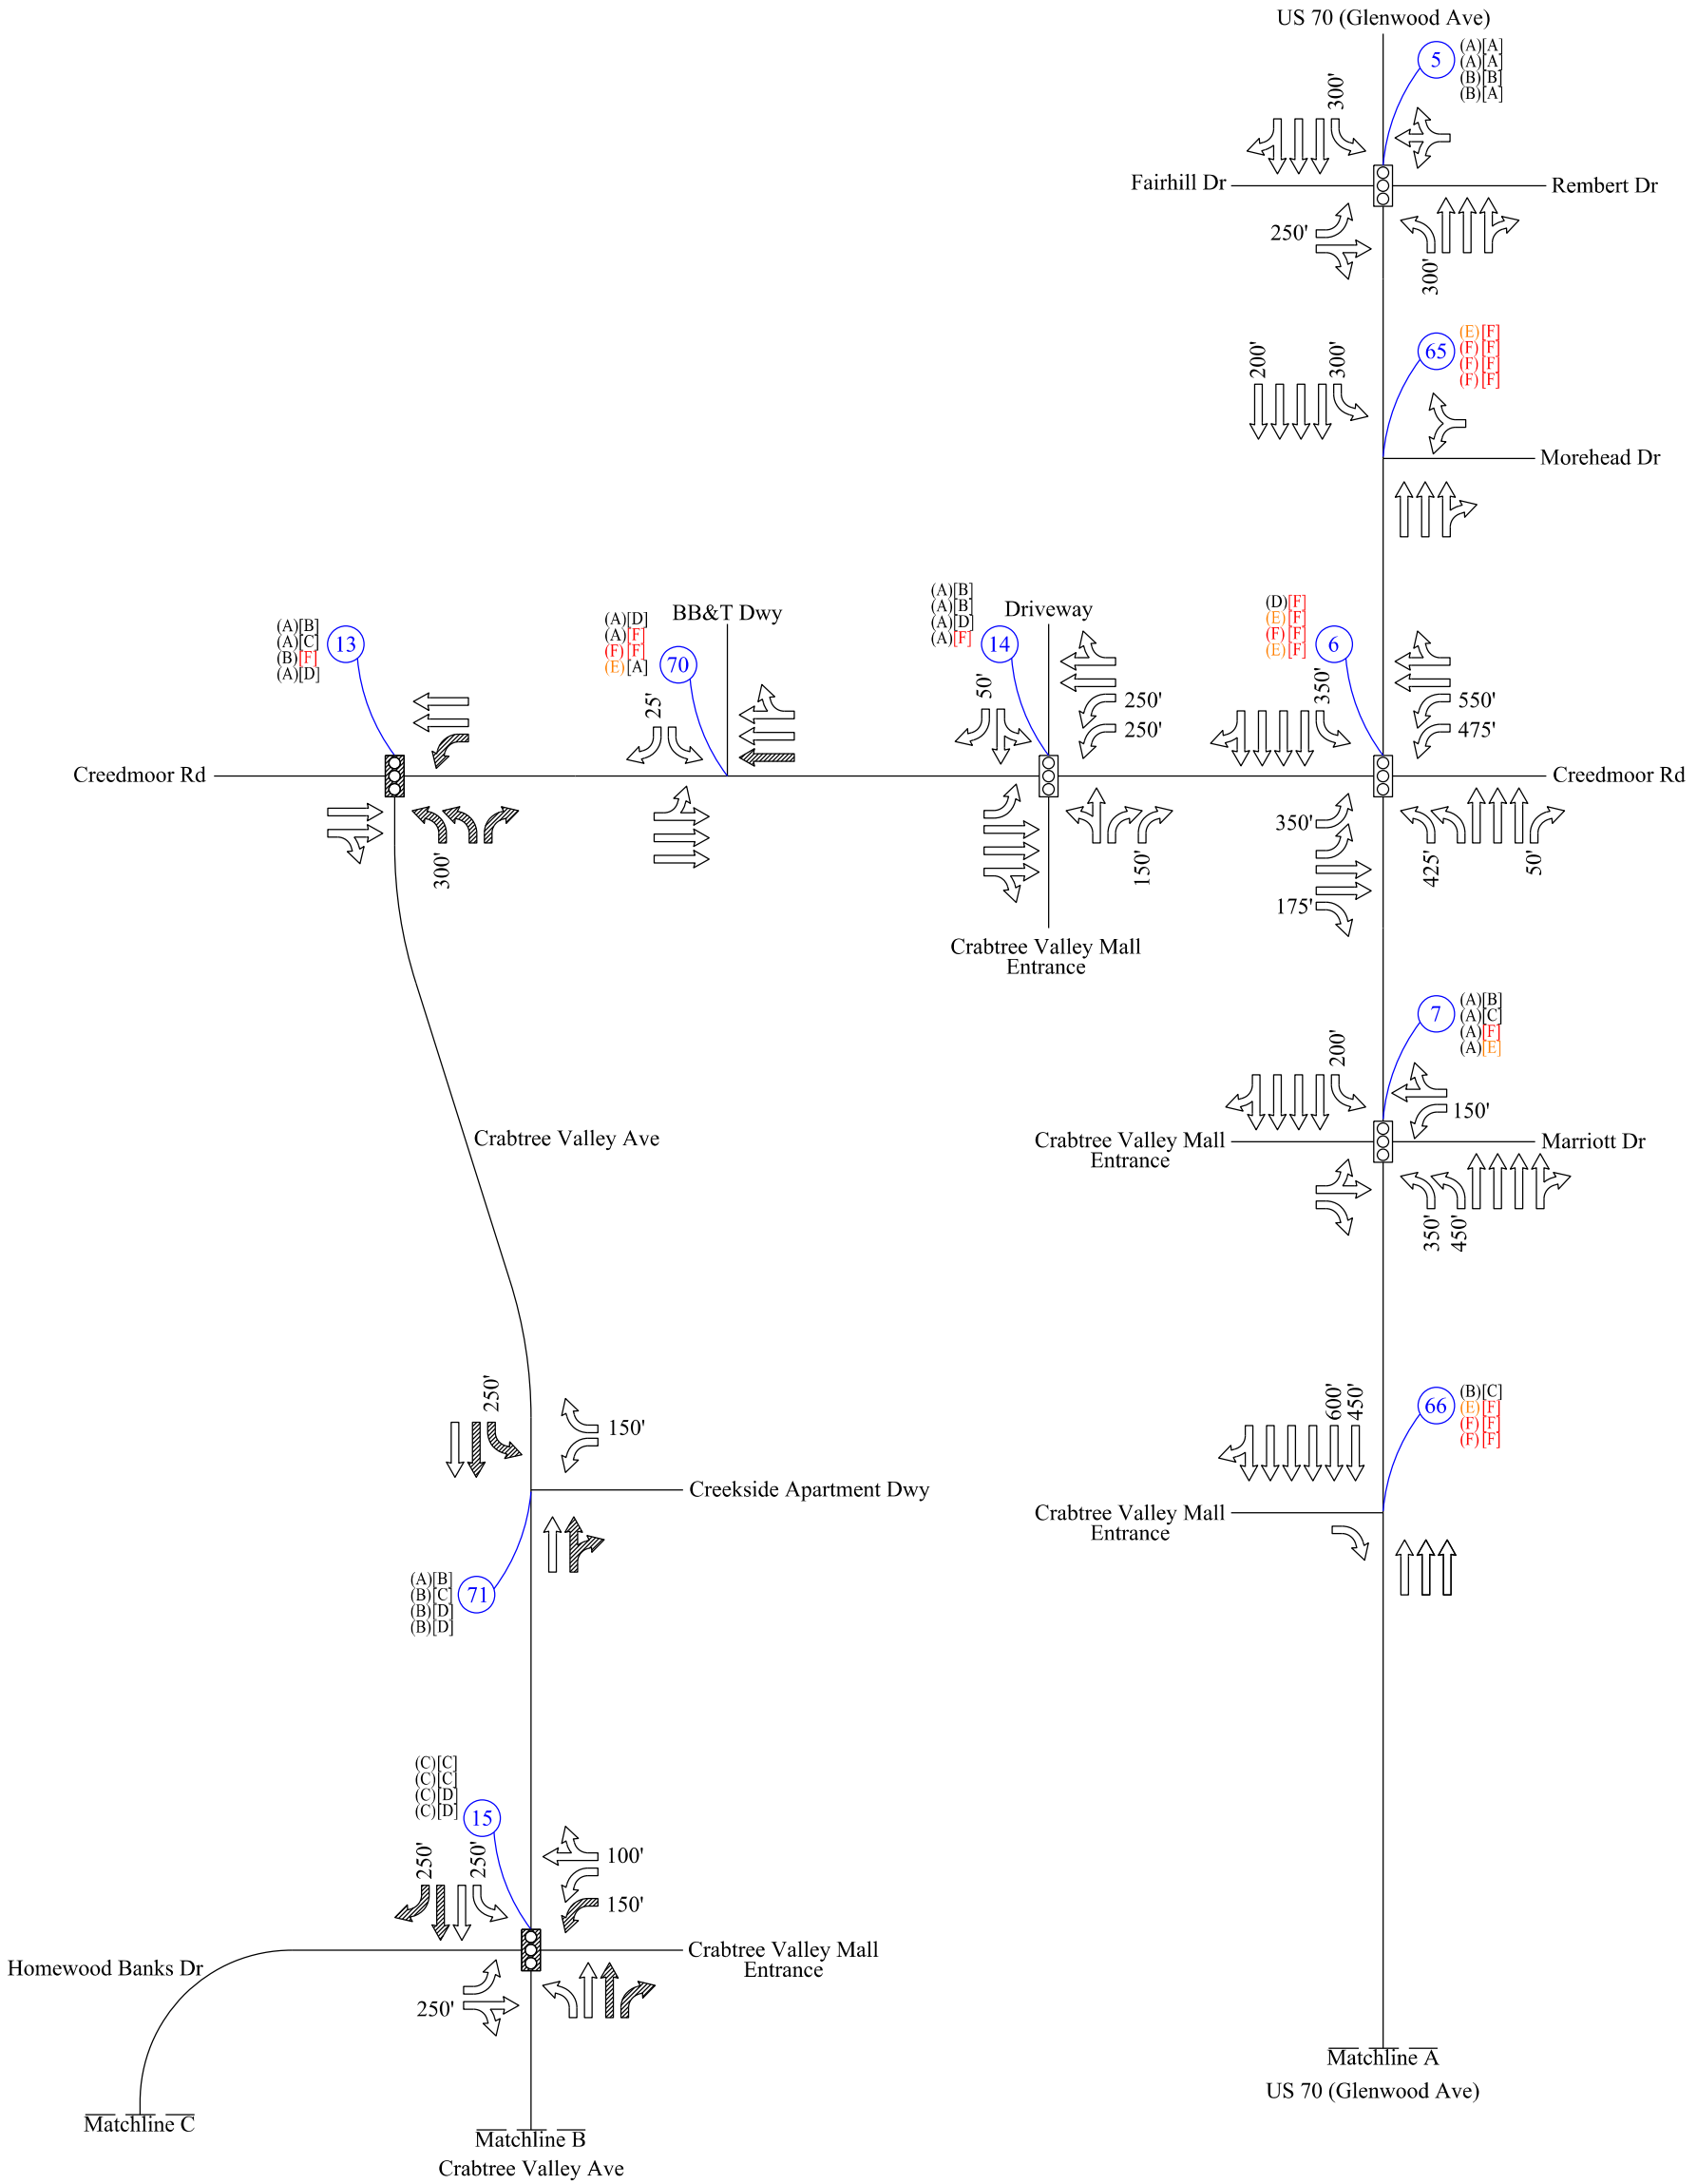 US 70 (Glenwood Ave)
5
(A)[A]
(A)[A]
(B)[B]
(B)[A]
300'
Fairhill Dr
Rembert Dr
250'
300'
65
(E)[F]
(F)[F]
(F)[F]
(F)[F]
200'
300'
Morehead Dr
(A)[B]
(A)[C]
(B)[F]
(A)[D]
13
(A)[D]
(A)[F]
(F)[F]
(E)[A]
70
BB&T Dwy
25'
(A)[B]
(A)[B]
(A)[D]
(A)[F]
14
Driveway
50'
250'
250'
(D)[F]
(E)[F]
(F)[F]
(E)[F]
6
350'
550'
475'
Creedmoor Rd
Creedmoor Rd
300'
150'
350'
175'
425'
50'
Crabtree Valley Mall
Entrance
7
(A)[B]
(A)[C]
(A)[F]
(A)[E]
200'
150'
Crabtree Valley Ave
Crabtree Valley Mall
Entrance
Marriott Dr
350'
450'
250'
150'
600'
450'
66
(B)[C]
(E)[F]
(F)[F]
(F)[F]
Creekside Apartment Dwy
Crabtree Valley Mall
Entrance
(A)[B]
(B)[C]
(B)[D]
(B)[D]
71
(C)[C]
(C)[C]
(C)[D]
(C)[D]
15
250'
250'
100'
150'
Homewood Banks Dr
Crabtree Valley Mall
Entrance
250'
Matchline A
US 70 (Glenwood Ave)
Matchline C
Matchline B
Crabtree Valley Ave